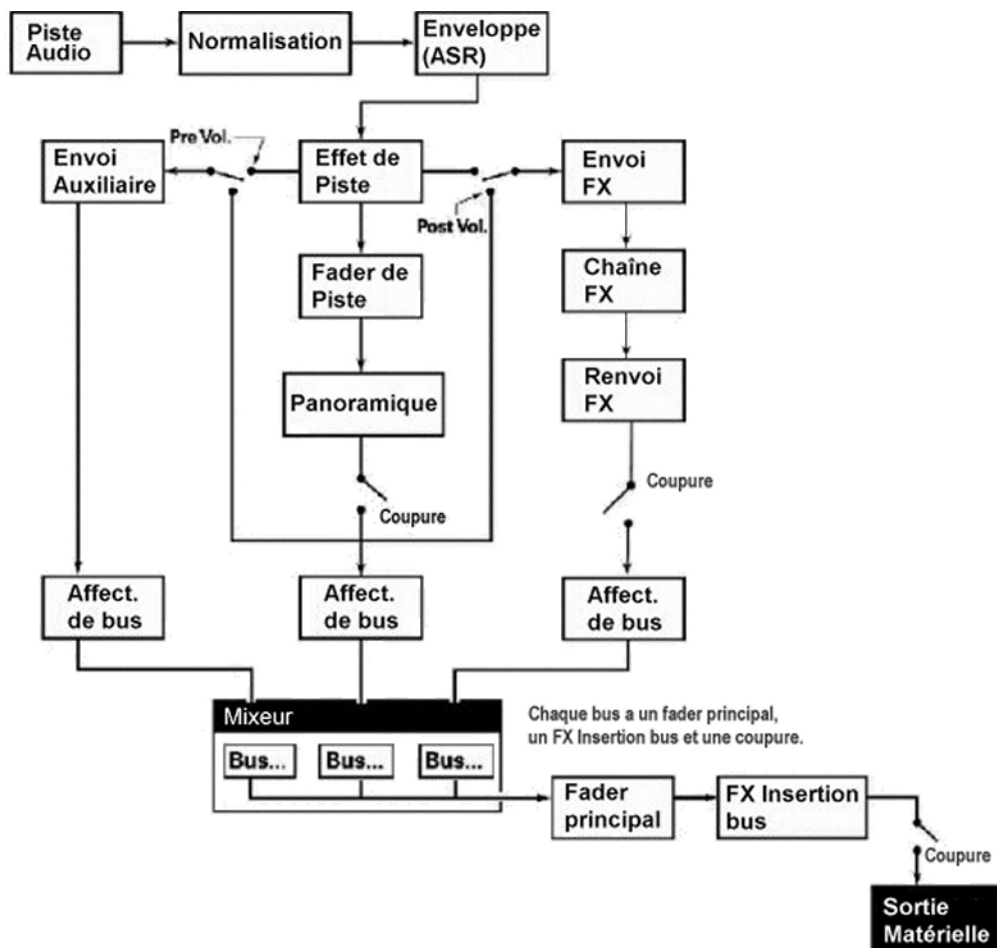 Piste
Audio
Normalisation
Enveloppe
(ASR)
Pre Vol.
Envoi
Auxiliaire
Effet de
Piste
Envoi
FX
Post Vol.
Fader de
Piste
Chaîne
FX
Panoramique
Renvoi
FX
Coupure
Coupure
Affect.
de bus
Affect.
de bus
Affect.
de bus
Mixeur
Chaque bus a un fader principal,
un FX Insertion bus et une coupure.
Bus...
Bus...
Bus...
Fader
principal
FX Insertion
bus
Coupure
Sortie
Matérielle